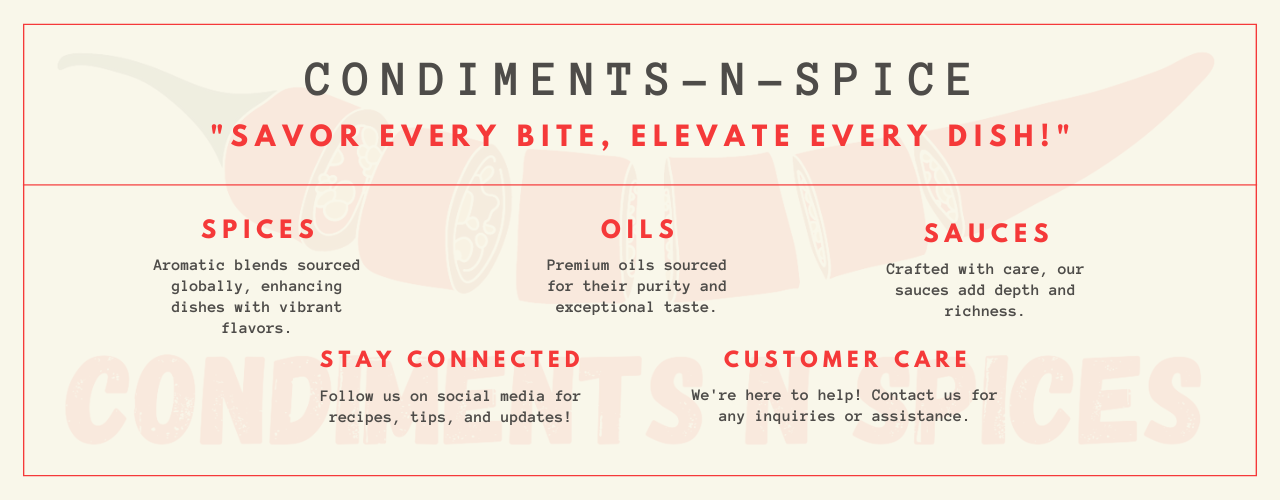 CONDIMENTS-N-SPICE
"SAVOR EVERY BITE, ELEVATE EVERY DISH!"
SPICES
Aromatic blends sourced
globally, enhancing
dishes with vibrant
flavors.
OILS
Premium oils sourced
for their purity and
exceptional taste.
SAUCES
Crafted with care, our
sauces add depth and
richness.
STAY CONNECTED
Follow us on social media for
recipes, tips, and updates!
CUSTOMER CARE
We're here to help! Contact us for
any inquiries or assistance.
CONDIMENTS N SPICES